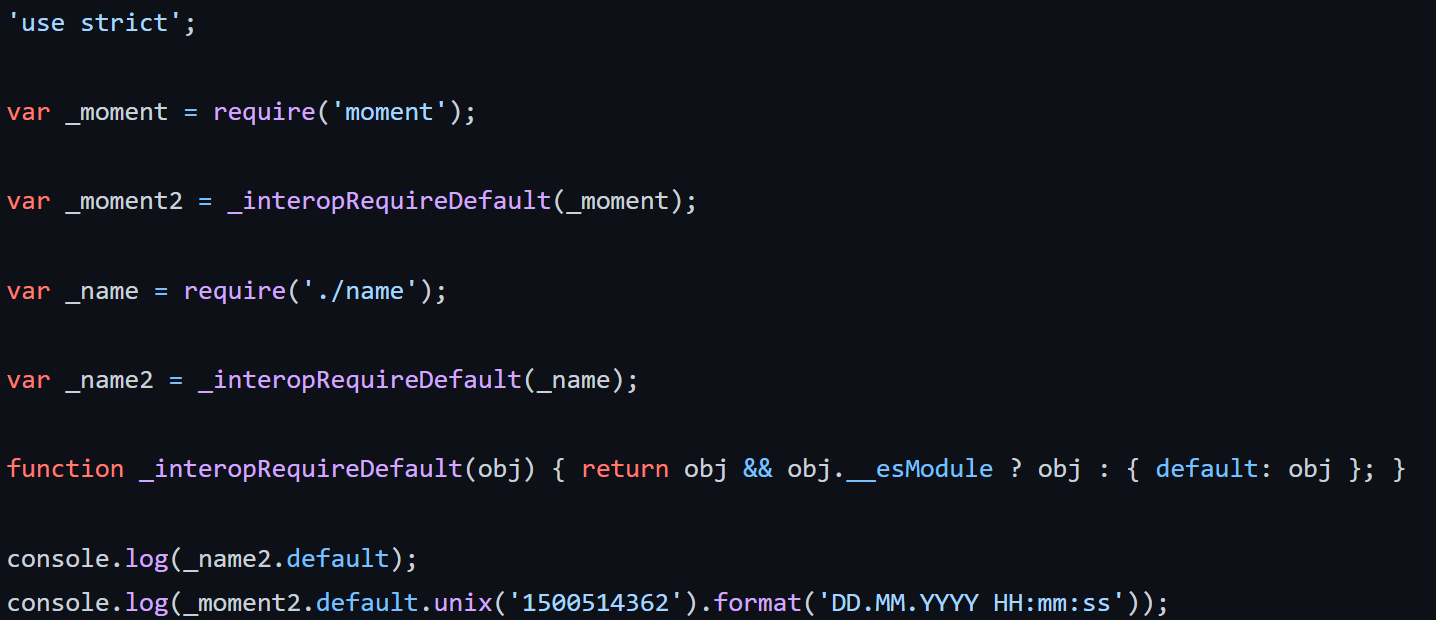 'use strict';
var _moment = require('moment');
var _moment2 = _interopRequireDefault(_moment);
var _name = require('./name');
var _name2 = _interopRequireDefault(_name);
function _interopRequireDefault(obj) { return obj && obj.__esModule ? obj : { default: obj }; }
console.log(_name2.default);
console.log(_moment2.default.unix('1500514362').format('DD.MM.YYYY HH:mm:ss'));